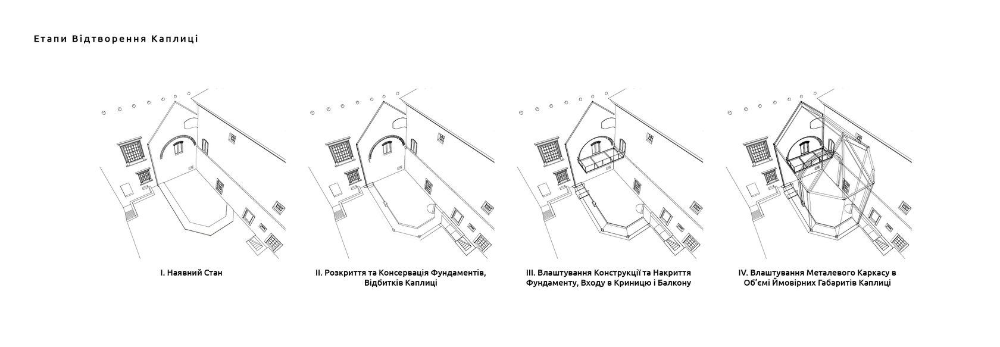 Етапи Відтворення Каплиці
I. Наявний Стан
II. Розкриття та Консервація Фундаментів,
Відбитків Каплиці
III. Влаштування Конструкції та Накриття
Фундаменту, Входу в Криницю і Балкону
IV. Влаштування Металевого Каркасу в
Об’ємі Ймовірних Габаритів Каплиці